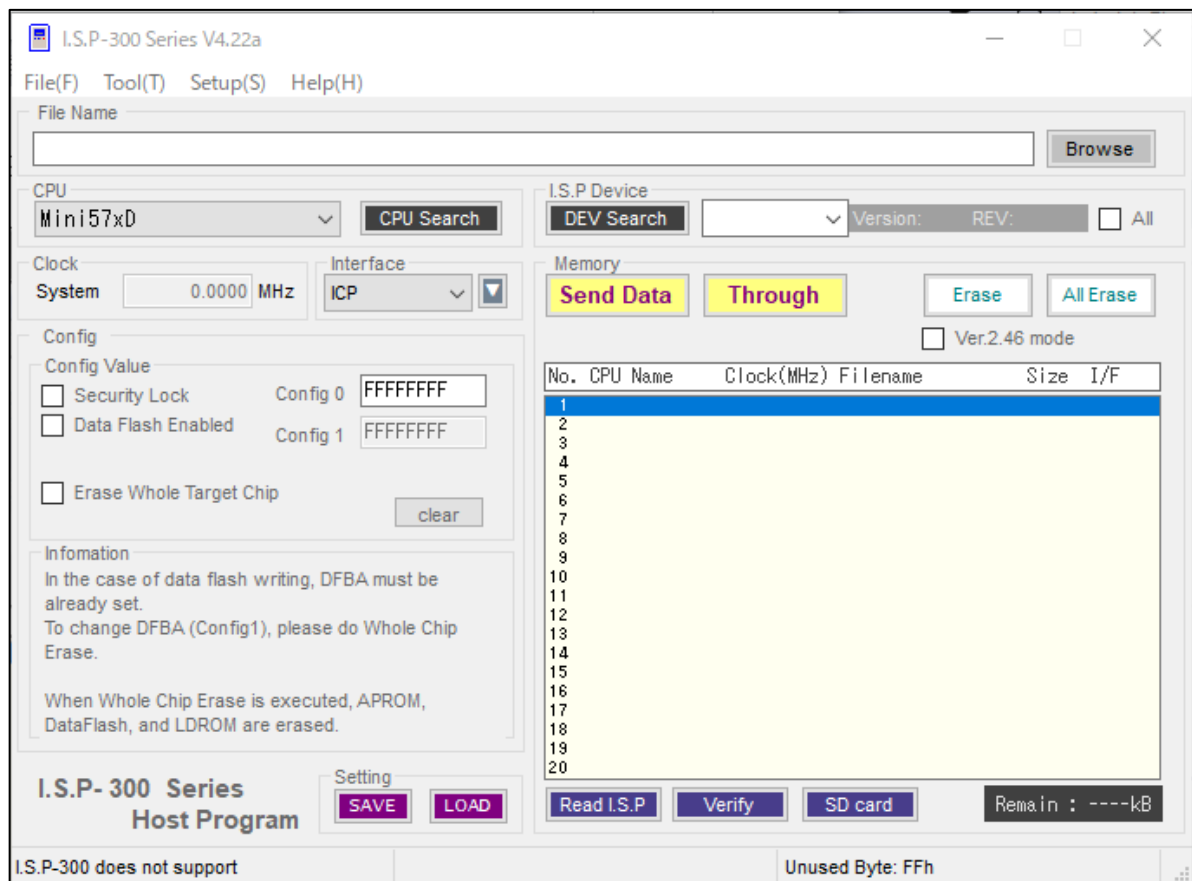 I.S.P-300 Series V4.22a
File(F) Tool(T) Setup(S) Help(H)
File Name
Browse
CPU
Mini57xD
CPU Search
I.S.P Device
DEV Search
Version: REV:
All
Clock
System 0.0000 MHz
Interface
ICP
Memory
Send Data
Through
Erase
All Erase
Ver.2.46 mode
Config
Config Value
Security Lock
Config 0 FFFFFFFF
Data Flash Enabled
Config 1 FFFFFFFF
Erase Whole Target Chip
clear
Infomation
In the case of data flash writing, DFBA must be
already set.
To change DFBA (Config1), please do Whole Chip
Erase.
When Whole Chip Erase is executed, APROM,
DataFlash, and LDROM are erased.
No. CPU Name Clock(MHz) Filename Size I/F
1
2
3
4
5
6
7
8
9
10
11
12
13
14
15
16
17
18
19
20
I.S.P- 300 Series
Host Program
Setting
SAVE
LOAD
Read I.S.P
Verify
SD card
Remain : ----kB
I.S.P-300 does not support
Unused Byte: FFh